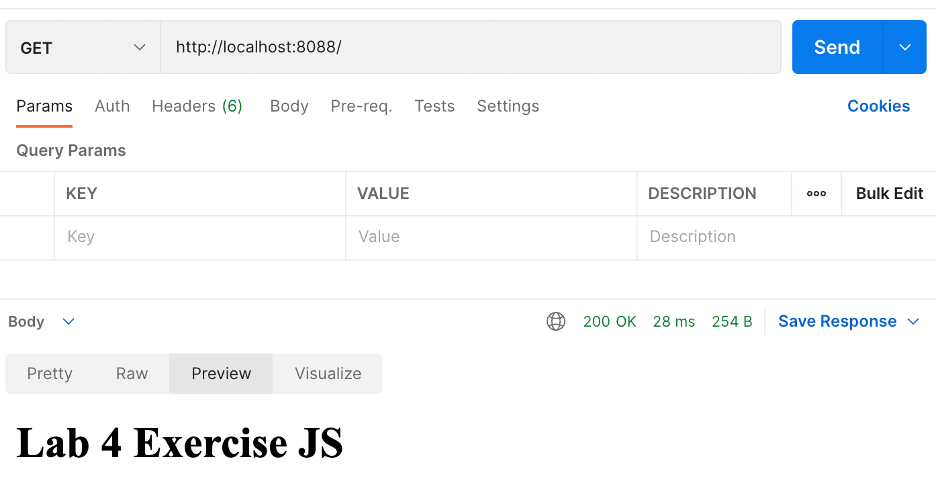 GET http://localhost:8088/ Send
Params Auth Headers (6) Body Pre-req. Tests Settings Cookies
Query Params
KEY VALUE DESCRIPTION ooo Bulk Edit
Key Value Description
Body 200 OK 28 ms 254 B Save Response
Pretty Raw Preview Visualize
Lab 4 Exercise JS